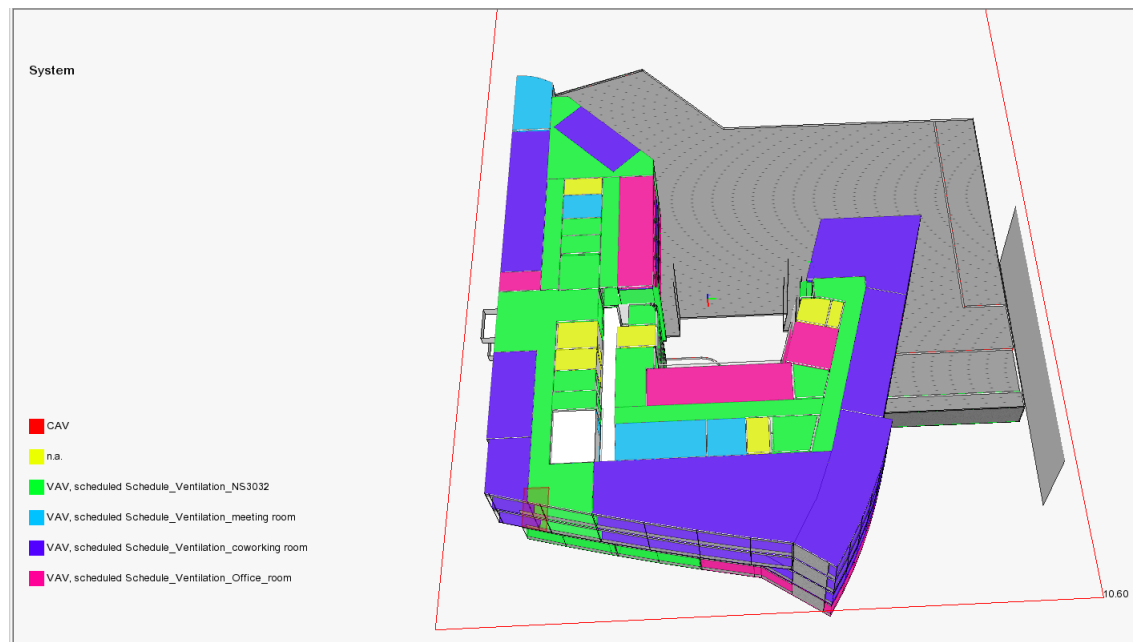 System
CAV
n.a.
VAV, scheduled Schedule_Ventilation_NS3032
VAV, scheduled Schedule_Ventilation_meeting room
VAV, scheduled Schedule_Ventilation_coworking room
VAV, scheduled Schedule_Ventilation_Office_room
10.60